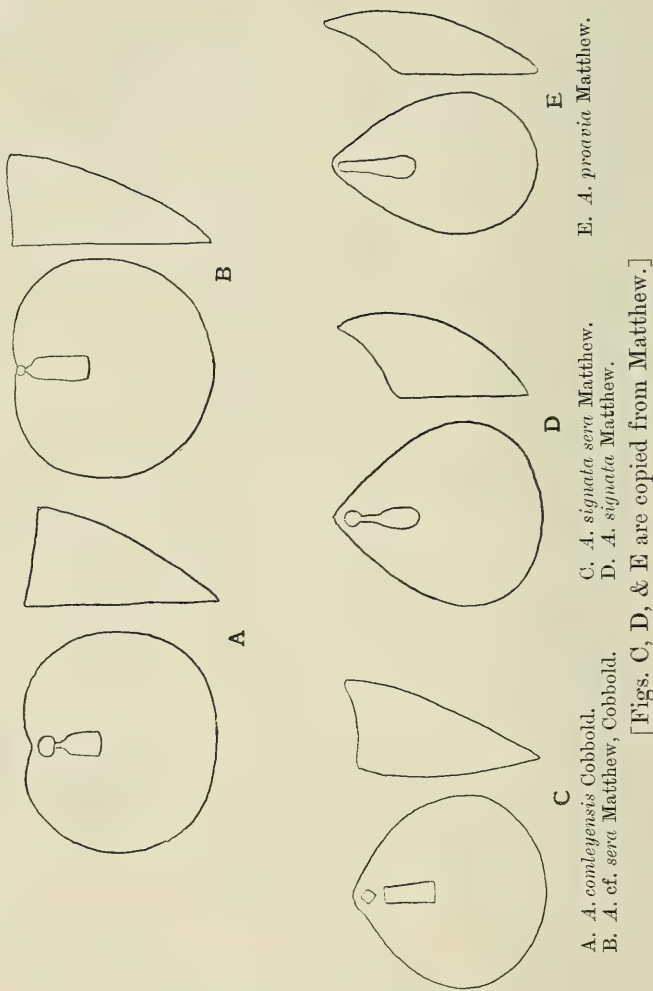 A
B
C
D
E
A. A. comleyensis Cobbold.
B. A. cf. sera Matthew, Cobbold.
C. A. signata sera Matthew.
D. A. signata Matthew.
E. A. proavia Matthew.
[Figs. C, D, & E are copied from Matthew.]